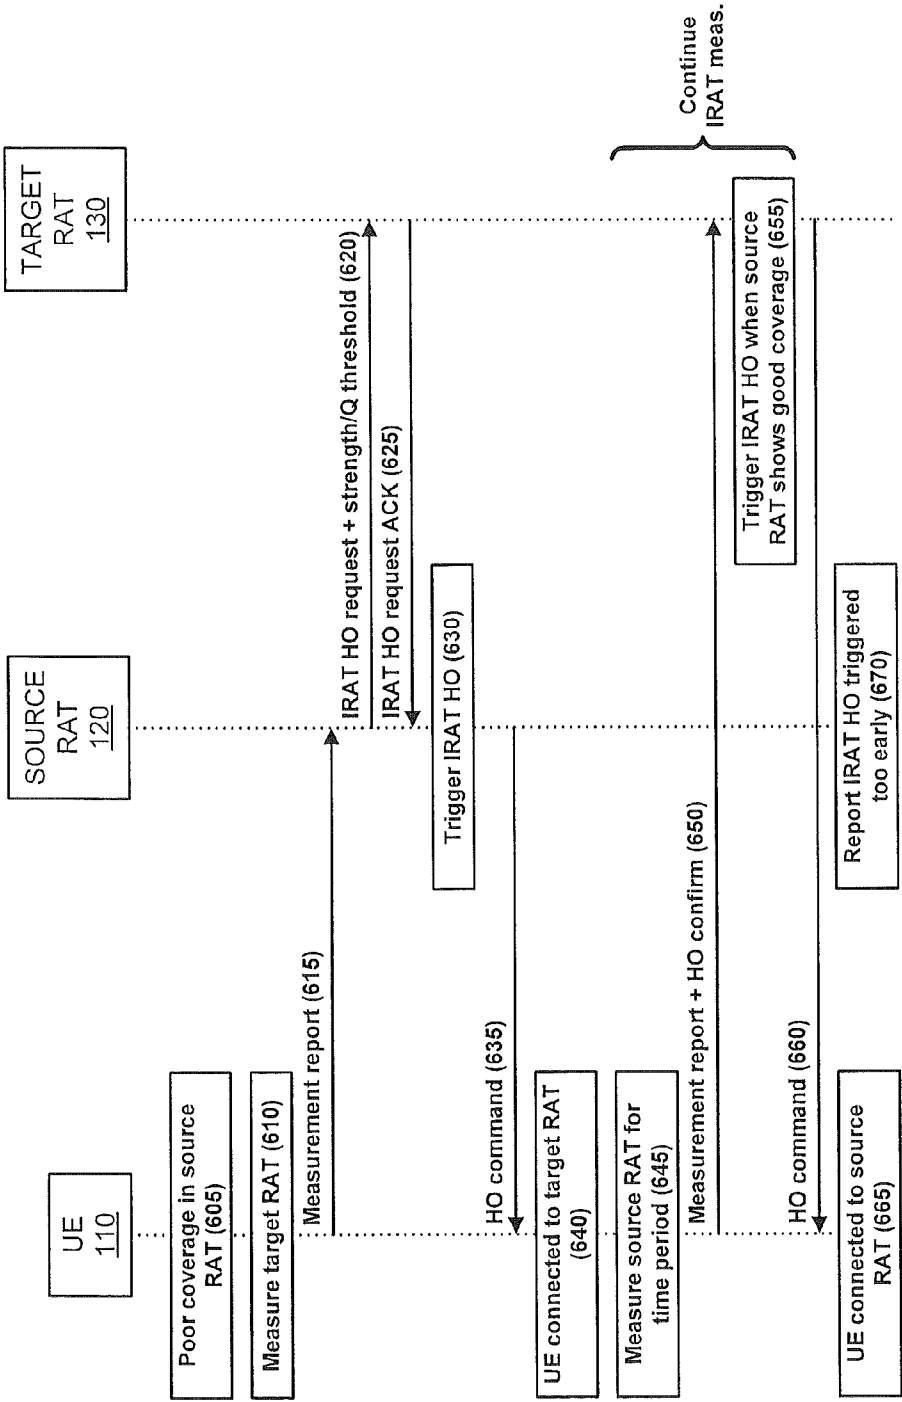 UE
110
SOURCE
RAT
120
TARGET
RAT
130
Poor coverage in source
RAT (605)
Measure target RAT (610)
Measurement report (615)
IRAT HO request + strength/Q threshold (620)
IRAT HO request ACK (625)
Trigger IRAT HO (630)
HO command (635)
UE connected to target RAT
(640)
Measure source RAT for
time period (645)
Measurement report + HO confirm (650)
Trigger IRAT HO when source
RAT shows good coverage (655)
Continue
IRAT meas.
HO command (660)
UE connected to source
RAT (665)
Report IRAT HO triggered
too early (670)